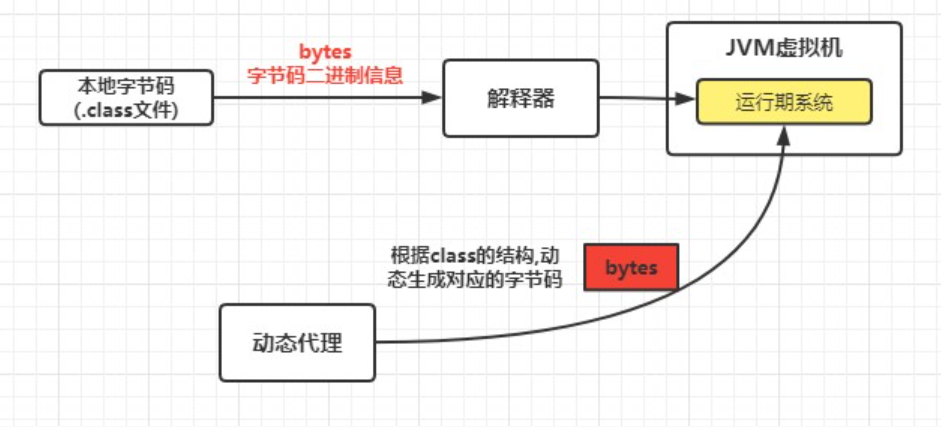 bytes
字节码二进制信息
本地字节码
(.class文件)
解释器
JVM虚拟机
运行期系统
根据class的结构,动
态生成对应的字节码
bytes
动态代理